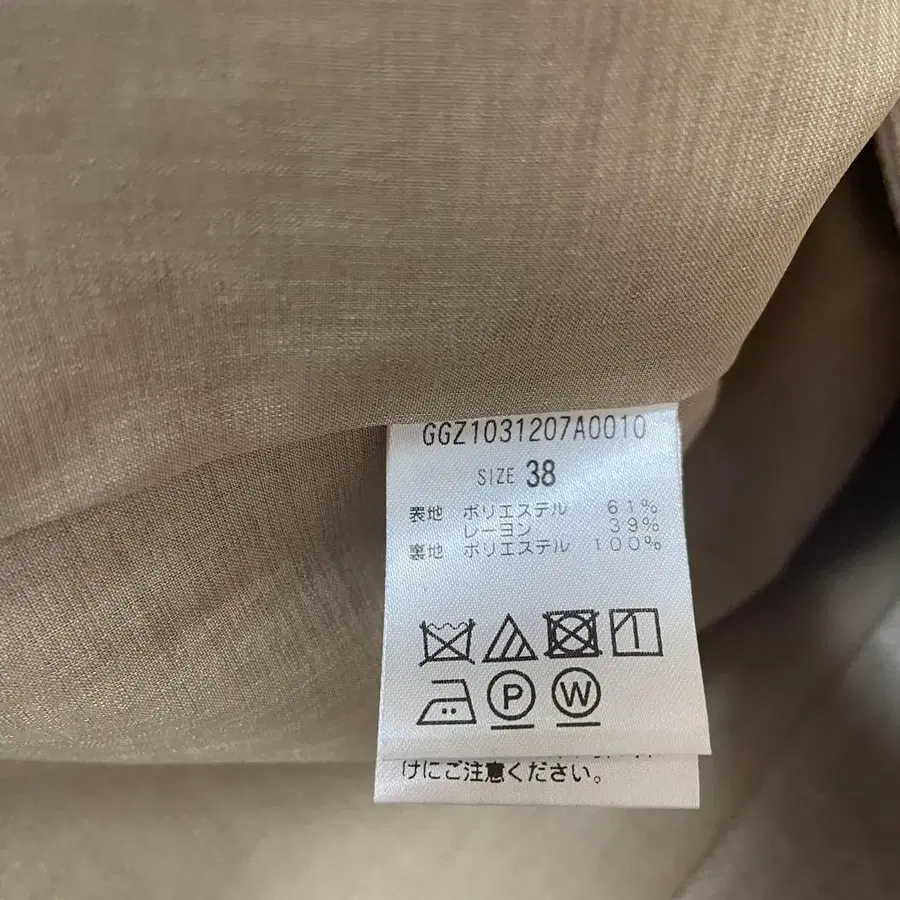 GGZ1031207A0010
SIZE 38
表地 ポリエステル 61%
レーヨン 39%
裏地 ポリエステル 100%
P W
けにご注意ください。